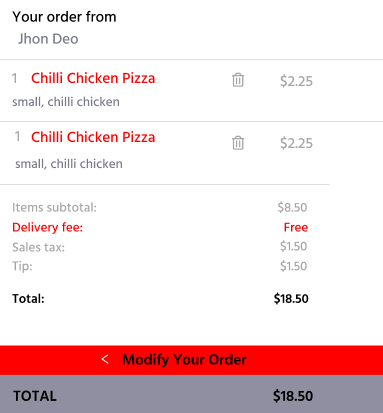 Your order from
Jhon Deo
1 Chilli Chicken Pizza $2.25
small, chilli chicken
1 Chilli Chicken Pizza $2.25
small, chilli chicken
Items subtotal: $8.50
Delivery fee: Free
Sales tax: $1.50
Tip: $1.50
Total: $18.50
< Modify Your Order
TOTAL $18.50